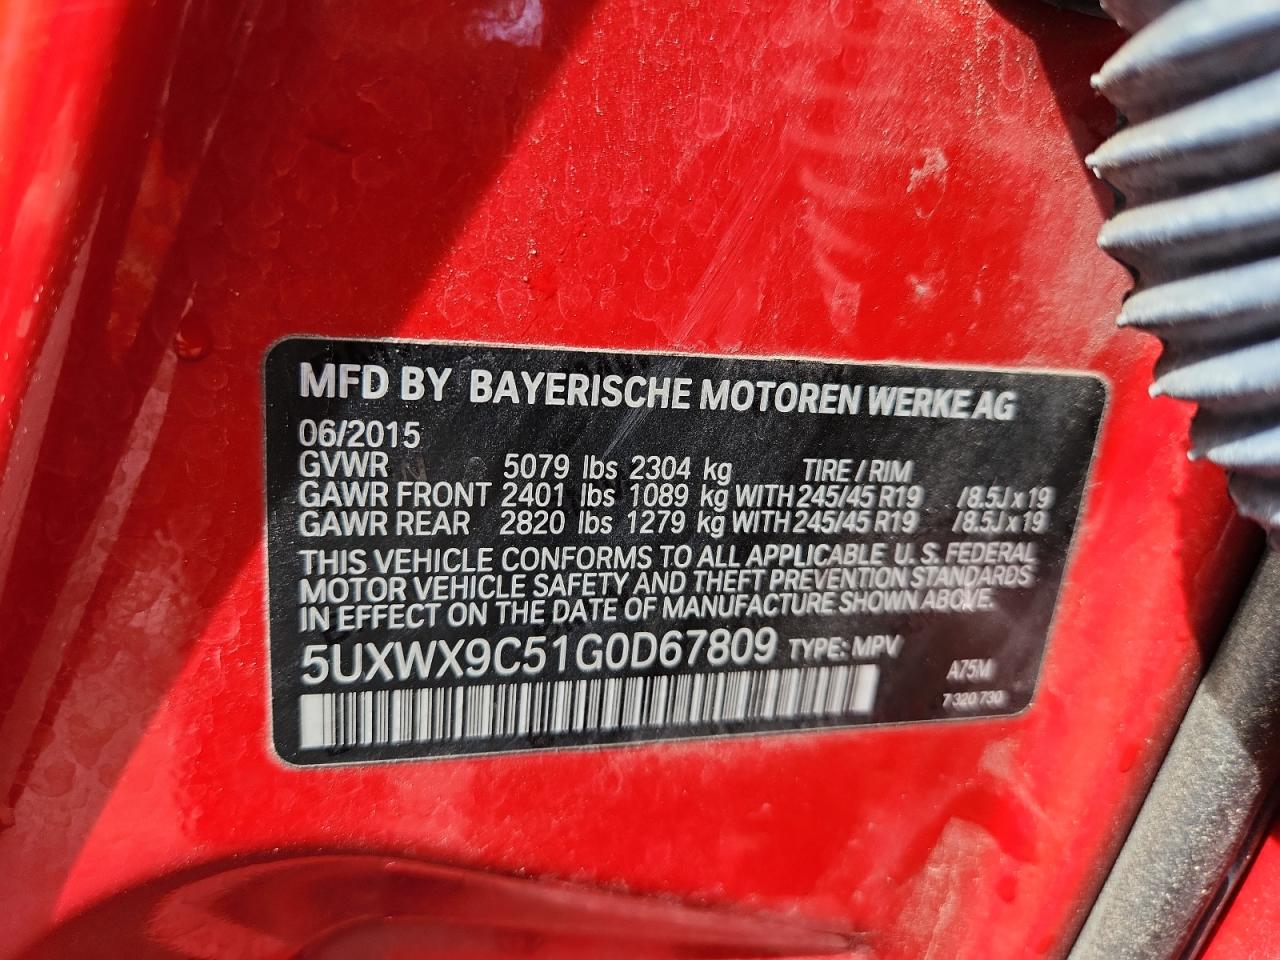 MFD BY BAYERISCHE MOTOREN WERKE AG
06/2015
GVWR 5079 lbs 2304 kg TIRE / RIM
GAWR FRONT 2401 lbs 1089 kg WITH 245/45 R19 /8.5J x 19
GAWR REAR 2820 lbs 1279 kg WITH 245/45 R19 /8.5J x 19
THIS VEHICLE CONFORMS TO ALL APPLICABLE U. S. FEDERAL
MOTOR VEHICLE SAFETY AND THEFT PREVENTION STANDARDS
IN EFFECT ON THE DATE OF MANUFACTURE SHOWN ABOVE.
5UXWX9C51G0D67809 TYPE: MPV
A75M
7 320 730